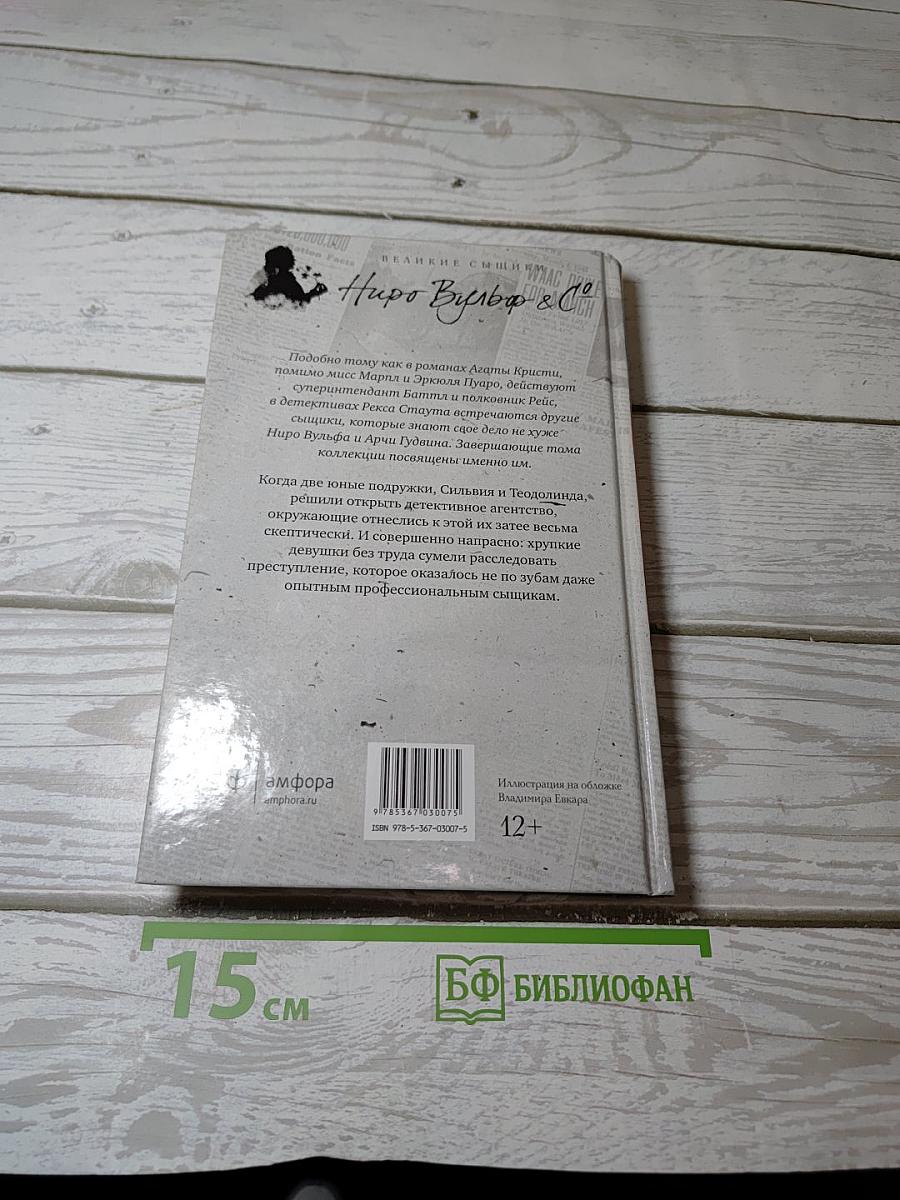 ВЕЛИКИЕ СЫЩИКИ
Ниро Вульф & Cº
Подобно тому как в романах Агаты Кристи,
помимо мисс Марпл и Эркюля Пуаро, действуют
суперинтендант Баттл и полковник Рейс,
в детективах Рекса Стаута встречаются другие
сыщики, которые знают свое дело не хуже
Ниро Вульфа и Арчи Гудвина. Завершающие тома
коллекции посвящены именно им.
Когда две юные подружки, Сильвия и Теодолинда,
решили открыть детективное агентство,
окружающие отнеслись к этой их затее весьма
скептически. И совершенно напрасно: хрупкие
девушки без труда сумели расследовать
преступление, которое оказалось не по зубам даже
опытным профессиональным сыщикам.
амфора
amphora.ru
9 785367 030075
ISBN 978-5-367-03007-5
Иллюстрация на обложке
Владимира Евкара
12+
15 см
БФ БИБЛИОФАН